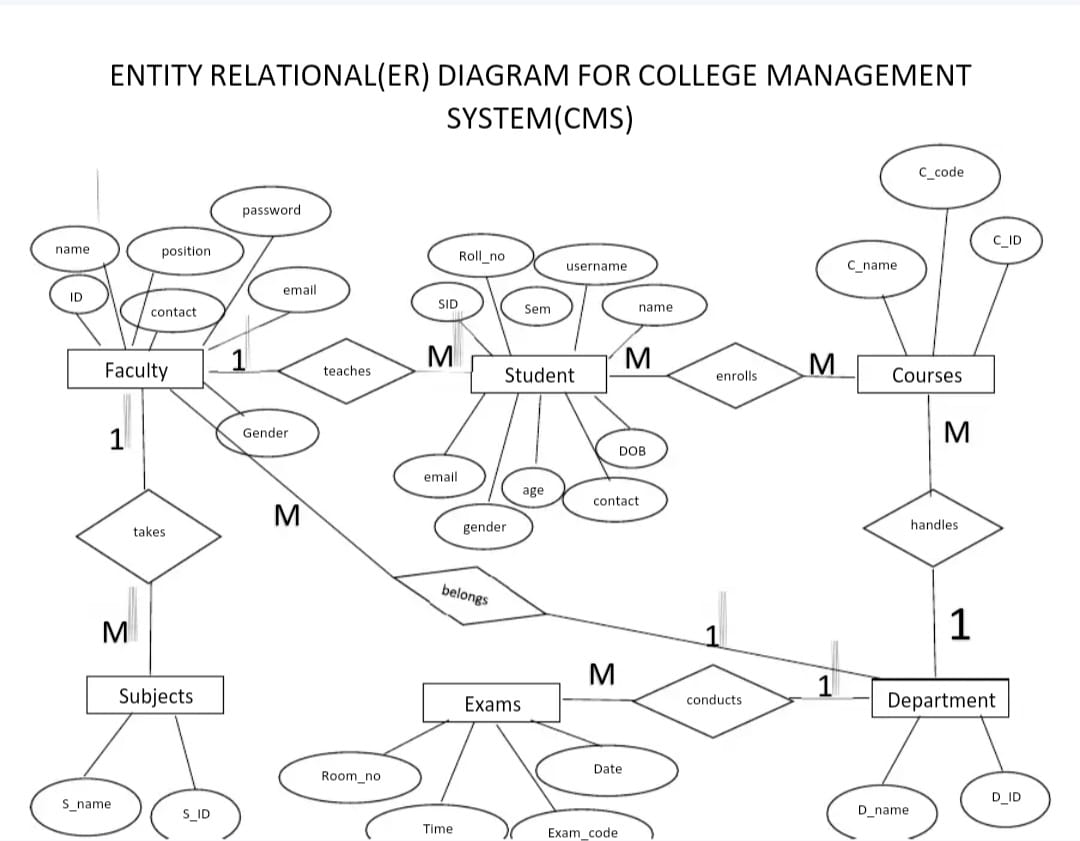 ENTITY RELATIONAL(ER) DIAGRAM FOR COLLEGE MANAGEMENT
SYSTEM(CMS)
C_code
password
name
position
C_ID
Roll_no
username
C_name
ID
email
contact
SID
Sem
name
1
M
M
M
Faculty
teaches
Student
enrolls
Courses
1
Gender
M
DOB
email
age
contact
M
takes
gender
handles
belongs
M
1
1
M
1
Subjects
Exams
conducts
Department
Room_no
Date
S_name
S_ID
Time
Exam_code
D_name
D_ID